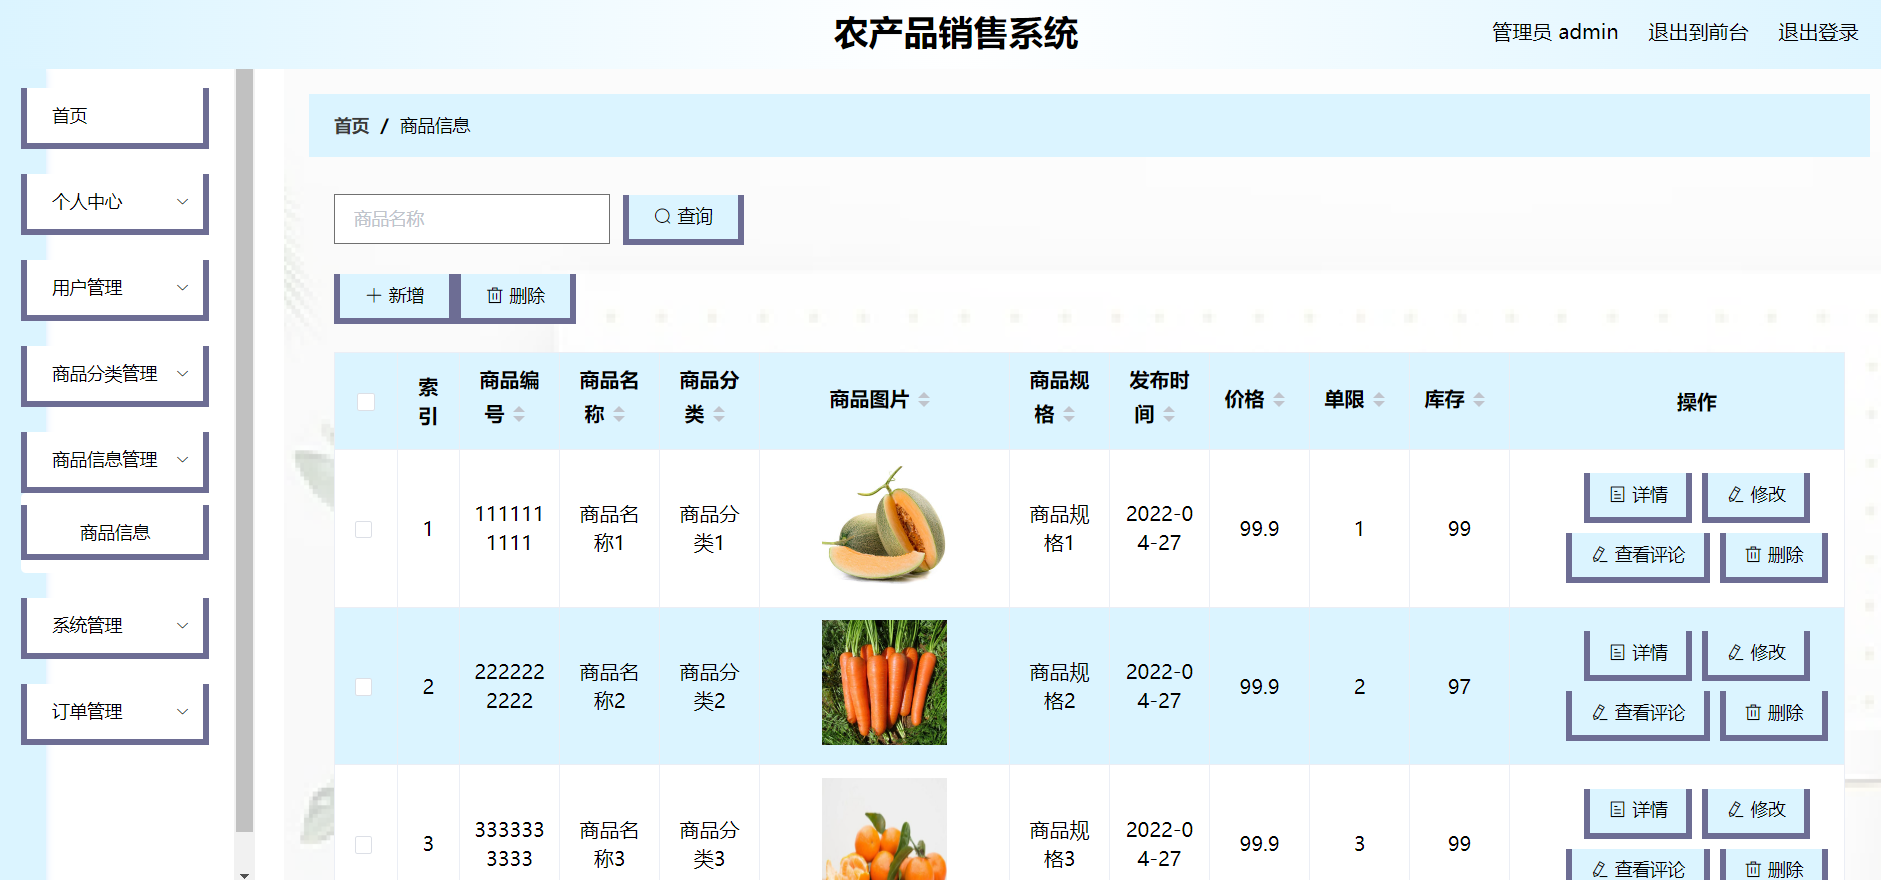 农产品销售系统
管理员 admin 退出到前台 退出登录
首页
个人中心
用户管理
商品分类管理
商品信息管理
商品信息
系统管理
订单管理
首页 / 商品信息
商品名称 查询
新增 删除
索引 商品编号 商品名称 商品分类 商品图片 商品规格 发布时间 价格 单限 库存 操作
1 1111111111 商品名称1 商品分类1 商品规格1 2022-04-27 99.9 1 99 详情 修改
查看评论 删除
2 2222222222 商品名称2 商品分类2 商品规格2 2022-04-27 99.9 2 97 详情 修改
查看评论 删除
3 3333333333 商品名称3 商品分类3 商品规格3 2022-04-27 99.9 3 99 详情 修改
查看评论 删除